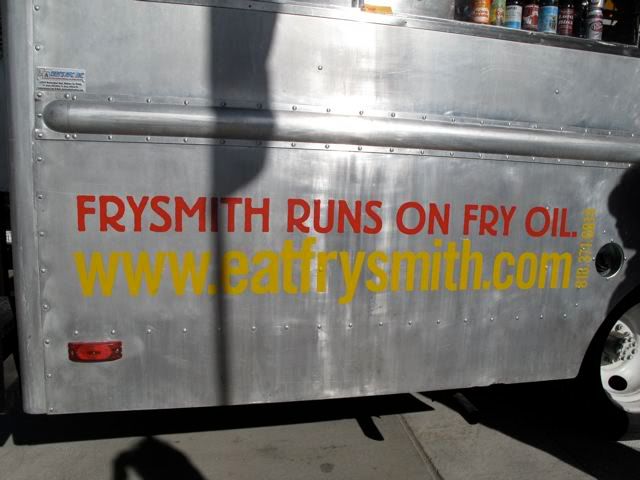 FRYSMITH RUNS ON FRY OIL.
www.eatfrysmith.com